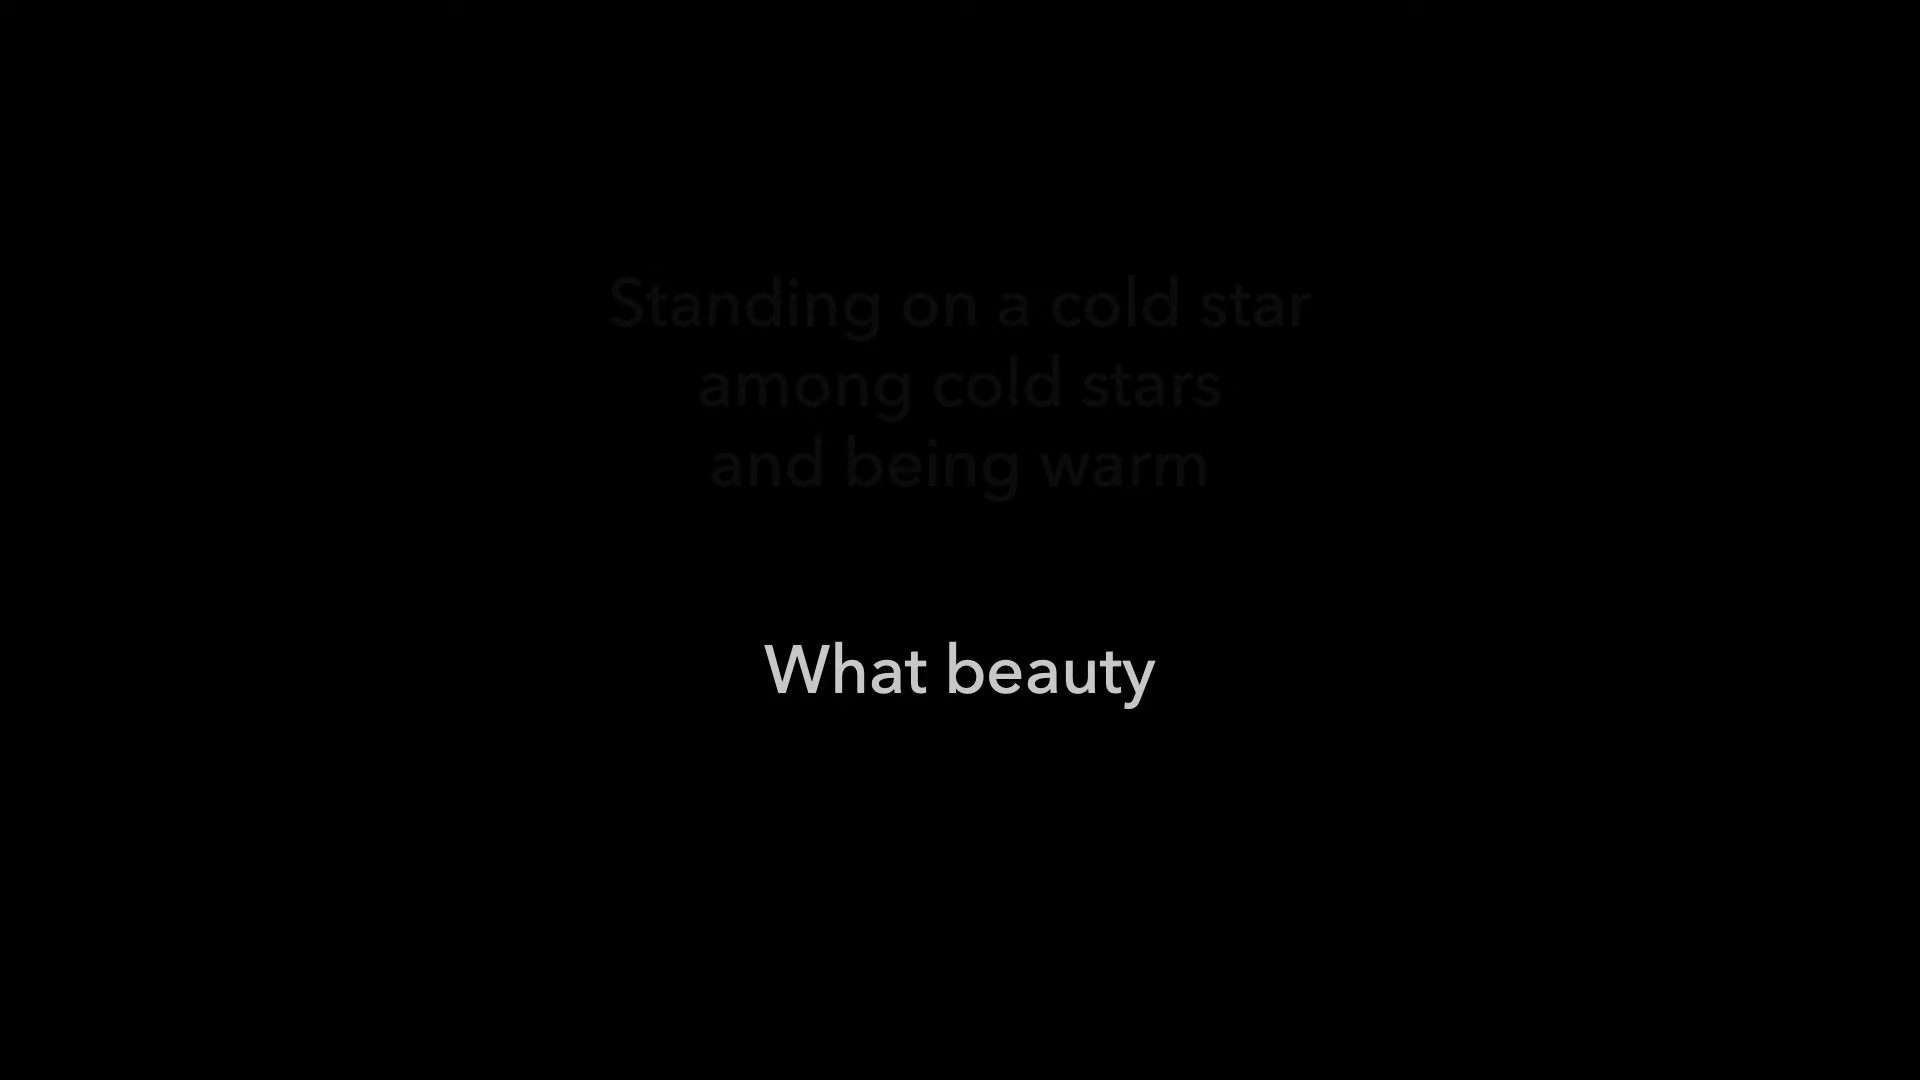 Standing on a cold star
among cold stars
and being warm
What beauty